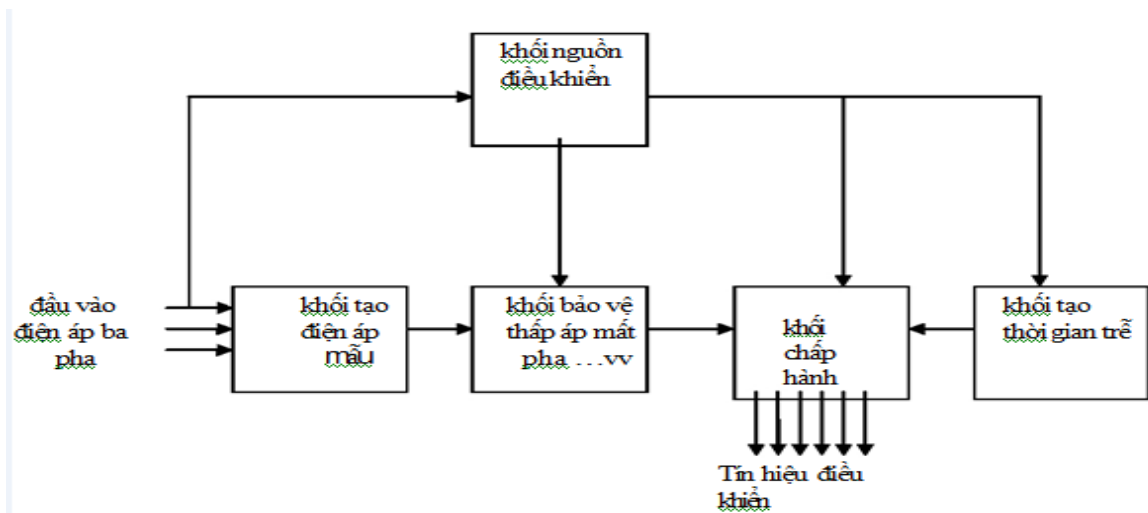 khối nguồn
điều khiển
đầu vào
điện áp ba
pha
khối tạo
điện áp
mẫu
khối bảo vệ
thấp áp mất
pha ...vv
khối
chấp
hành
khối tạo
thời gian trễ
Tín hiệu điều
khiển